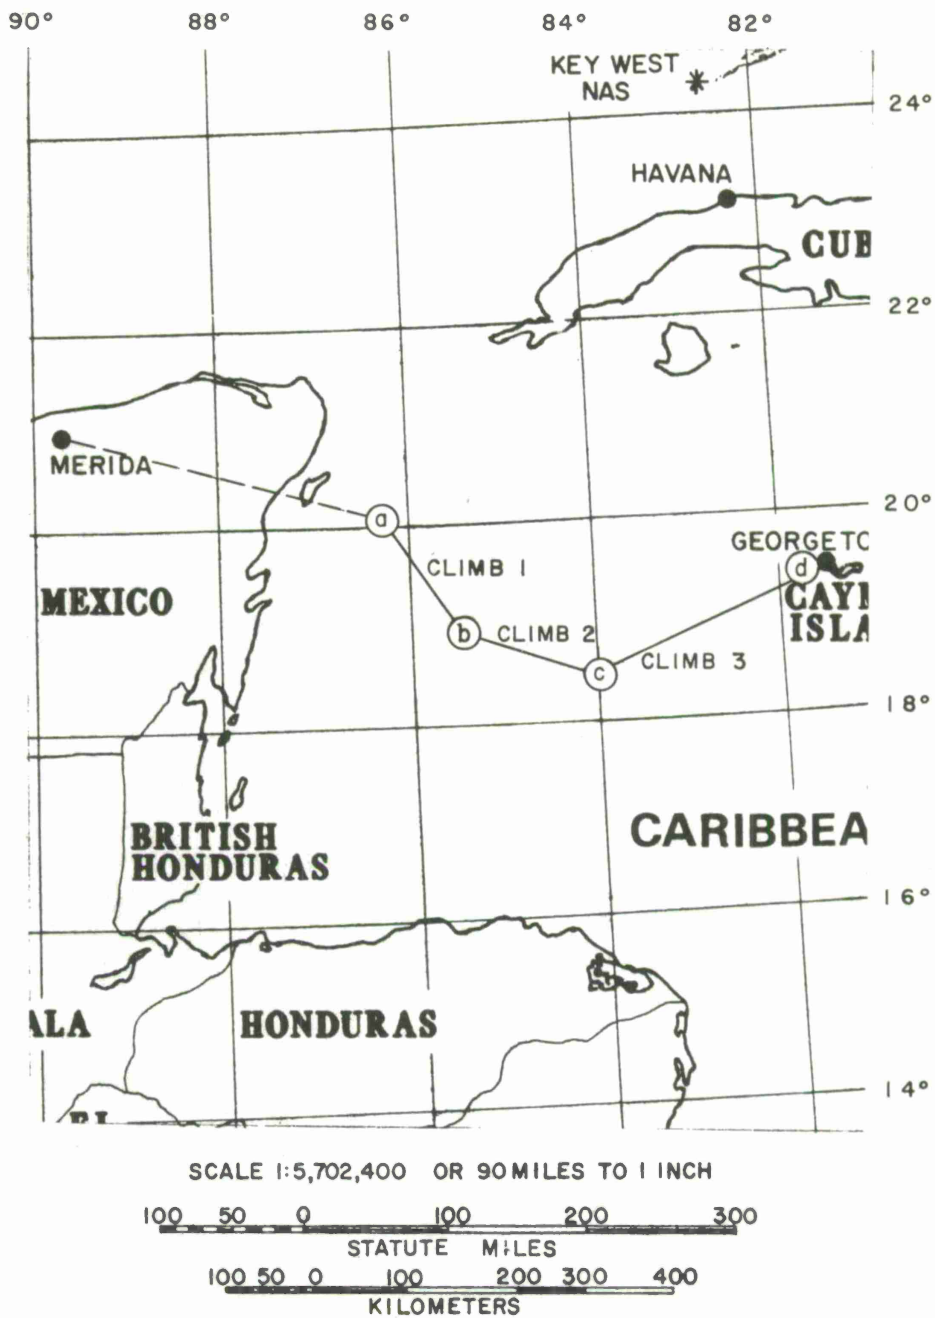 90° 88° 86° 84° 82°
KEY WEST
NAS
24°
HAVANA
CUB
22°
MERIDA
a
20°
GEORGETC
CLIMB 1
d
MEXICO
CAYI
ISLA
b
CLIMB 2
c
CLIMB 3
18°
BRITISH
HONDURAS
CARIBBEA
16°
ALA
HONDURAS
14°
EL
SCALE 1:5,702,400 OR 90 MILES TO 1 INCH
100 50 0 100 200 300
STATUTE MILES
100 50 0 100 200 300 400
KILOMETERS